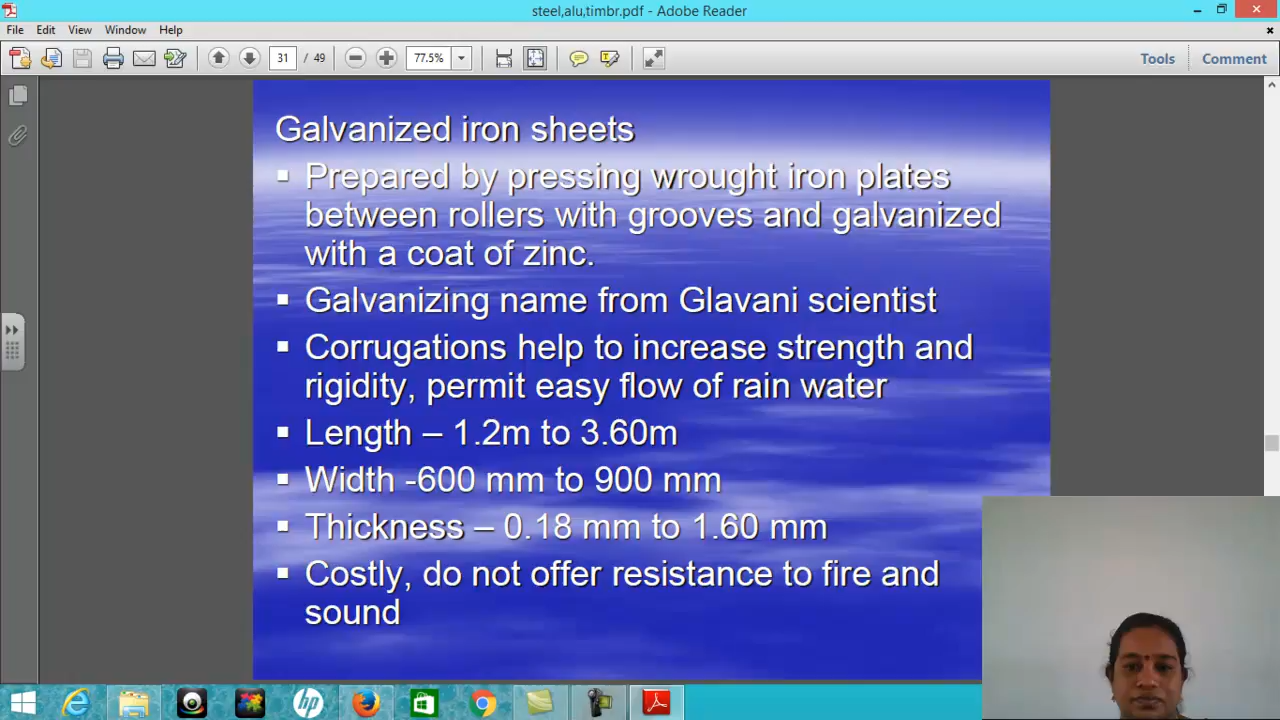 steel,alu,timbr.pdf - Adobe Reader
File Edit View Window Help
31 / 49 77.5% Tools Comment
Galvanized iron sheets
▪ Prepared by pressing wrought iron plates
between rollers with grooves and galvanized
with a coat of zinc.
▪ Galvanizing name from Glavani scientist
▪ Corrugations help to increase strength and
rigidity, permit easy flow of rain water
▪ Length – 1.2m to 3.60m
▪ Width -600 mm to 900 mm
▪ Thickness – 0.18 mm to 1.60 mm
▪ Costly, do not offer resistance to fire and
sound